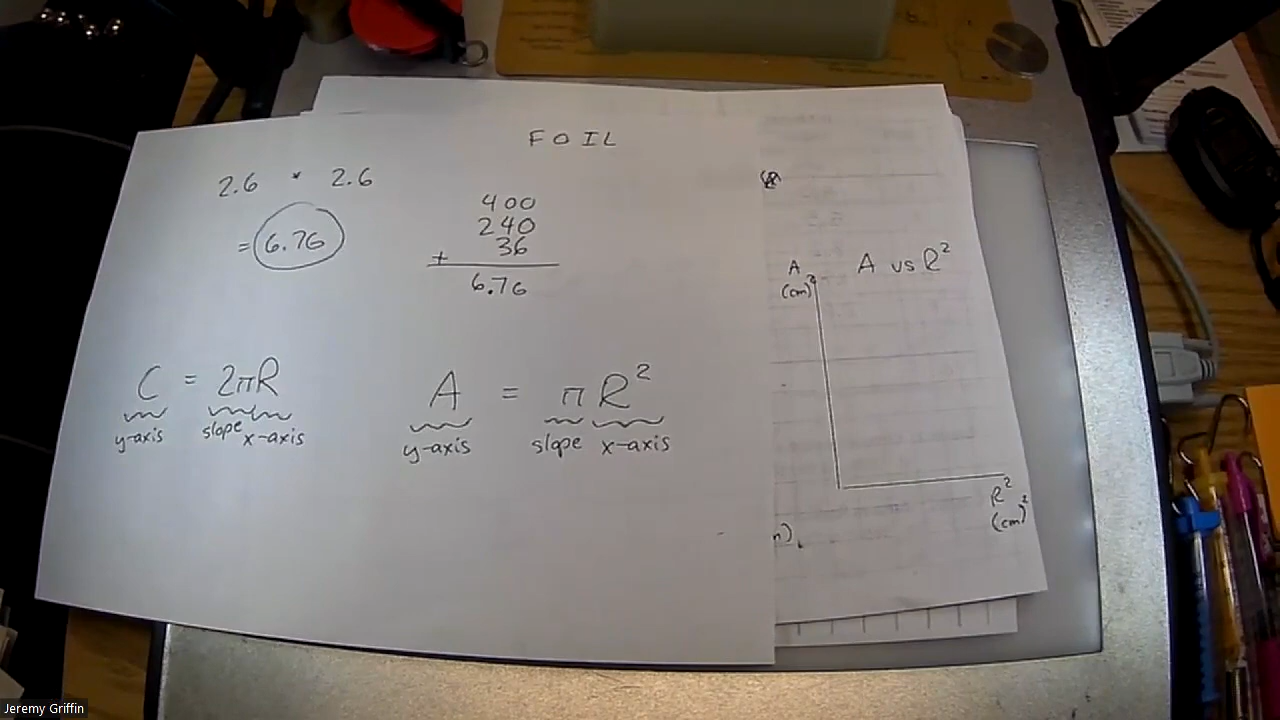 FOIL
2.6 * 2.6
= 6.76
400
240
+ 36
6.76
C = 2πR
y-axis slope x-axis
A = πR²
y-axis slope x-axis
A vs R²
A
(cm)²
R²
(cm)²
Jeremy Griffin